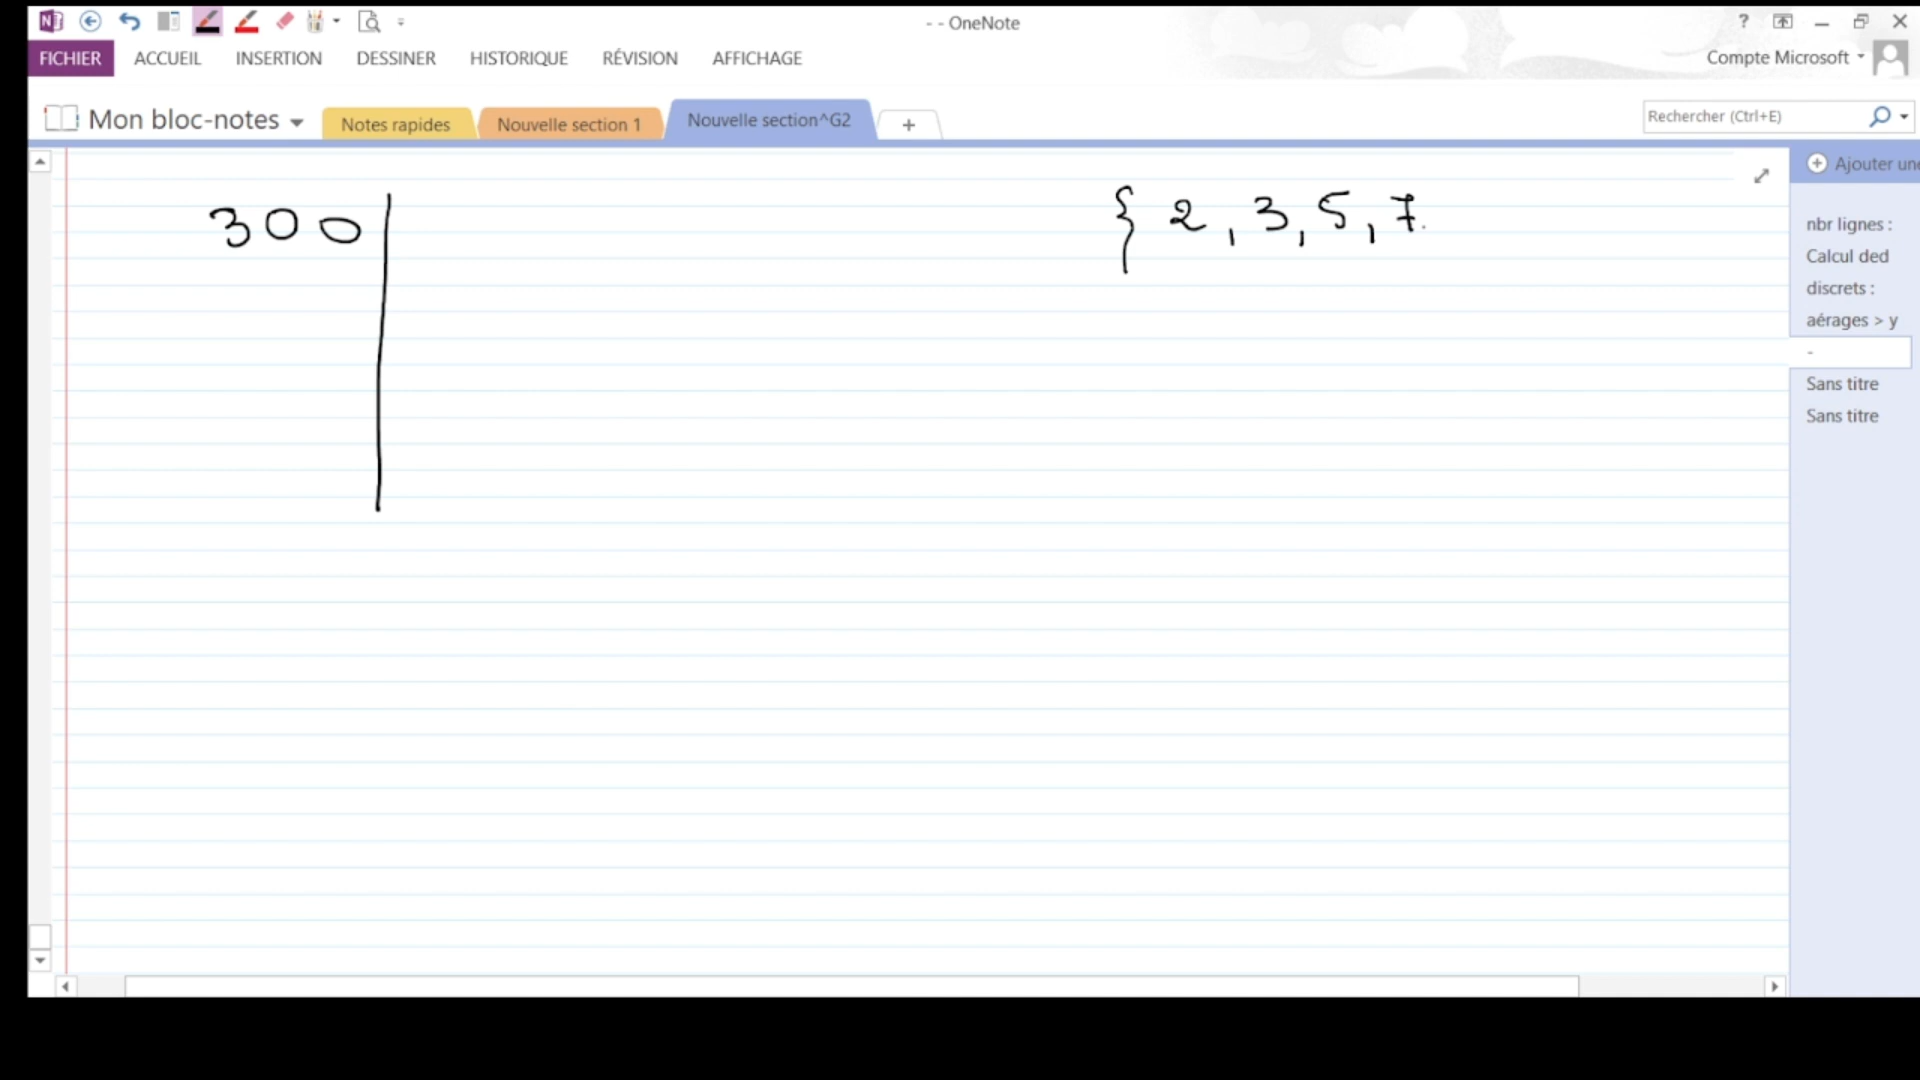 - - OneNote
?
FICHIER ACCUEIL INSERTION DESSINER HISTORIQUE RÉVISION AFFICHAGE Compte Microsoft
Mon bloc-notes Notes rapides Nouvelle section 1 Nouvelle section^G2 + Rechercher (Ctrl+E)
Ajouter une
300
{ 2, 3, 5, 7.
nbr lignes :
Calcul ded
discrets :
aérages > y
-
Sans titre
Sans titre